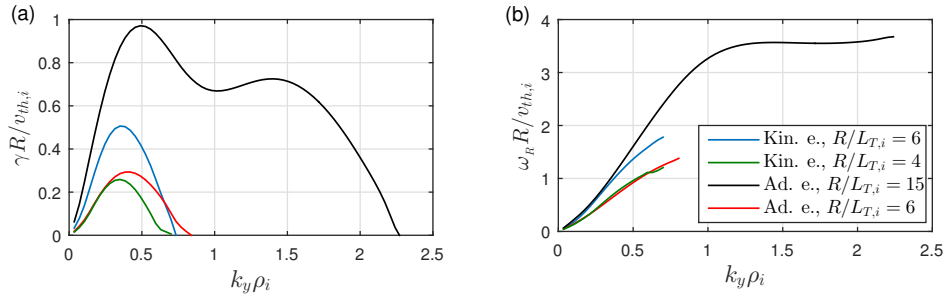 (a)
1
0.8
0.6
0.4
0.2
0
γR/v_{th,i}
0 0.5 1 1.5 2 2.5
k_yρ_i
(b)
4
3
2
1
0
ω_R R/v_{th,i}
0 0.5 1 1.5 2 2.5
k_yρ_i
Kin. e., R/L_{T,i} = 6
Kin. e., R/L_{T,i} = 4
Ad. e., R/L_{T,i} = 15
Ad. e., R/L_{T,i} = 6